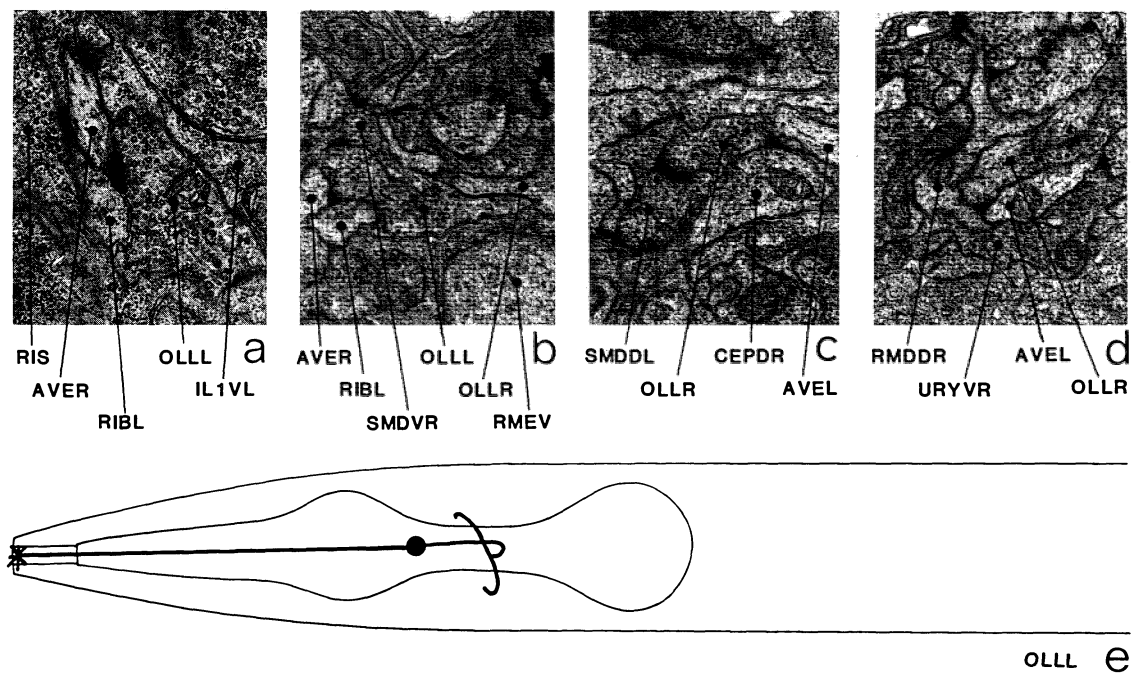 RIS OLLL a AVER OLLL b SMDDL CEPDR c RMDDR AVEL d
AVER IL1VL RIBL OLLR OLLR AVEL URYVR OLLR
RIBL SMDVR RMEV
OLLL e